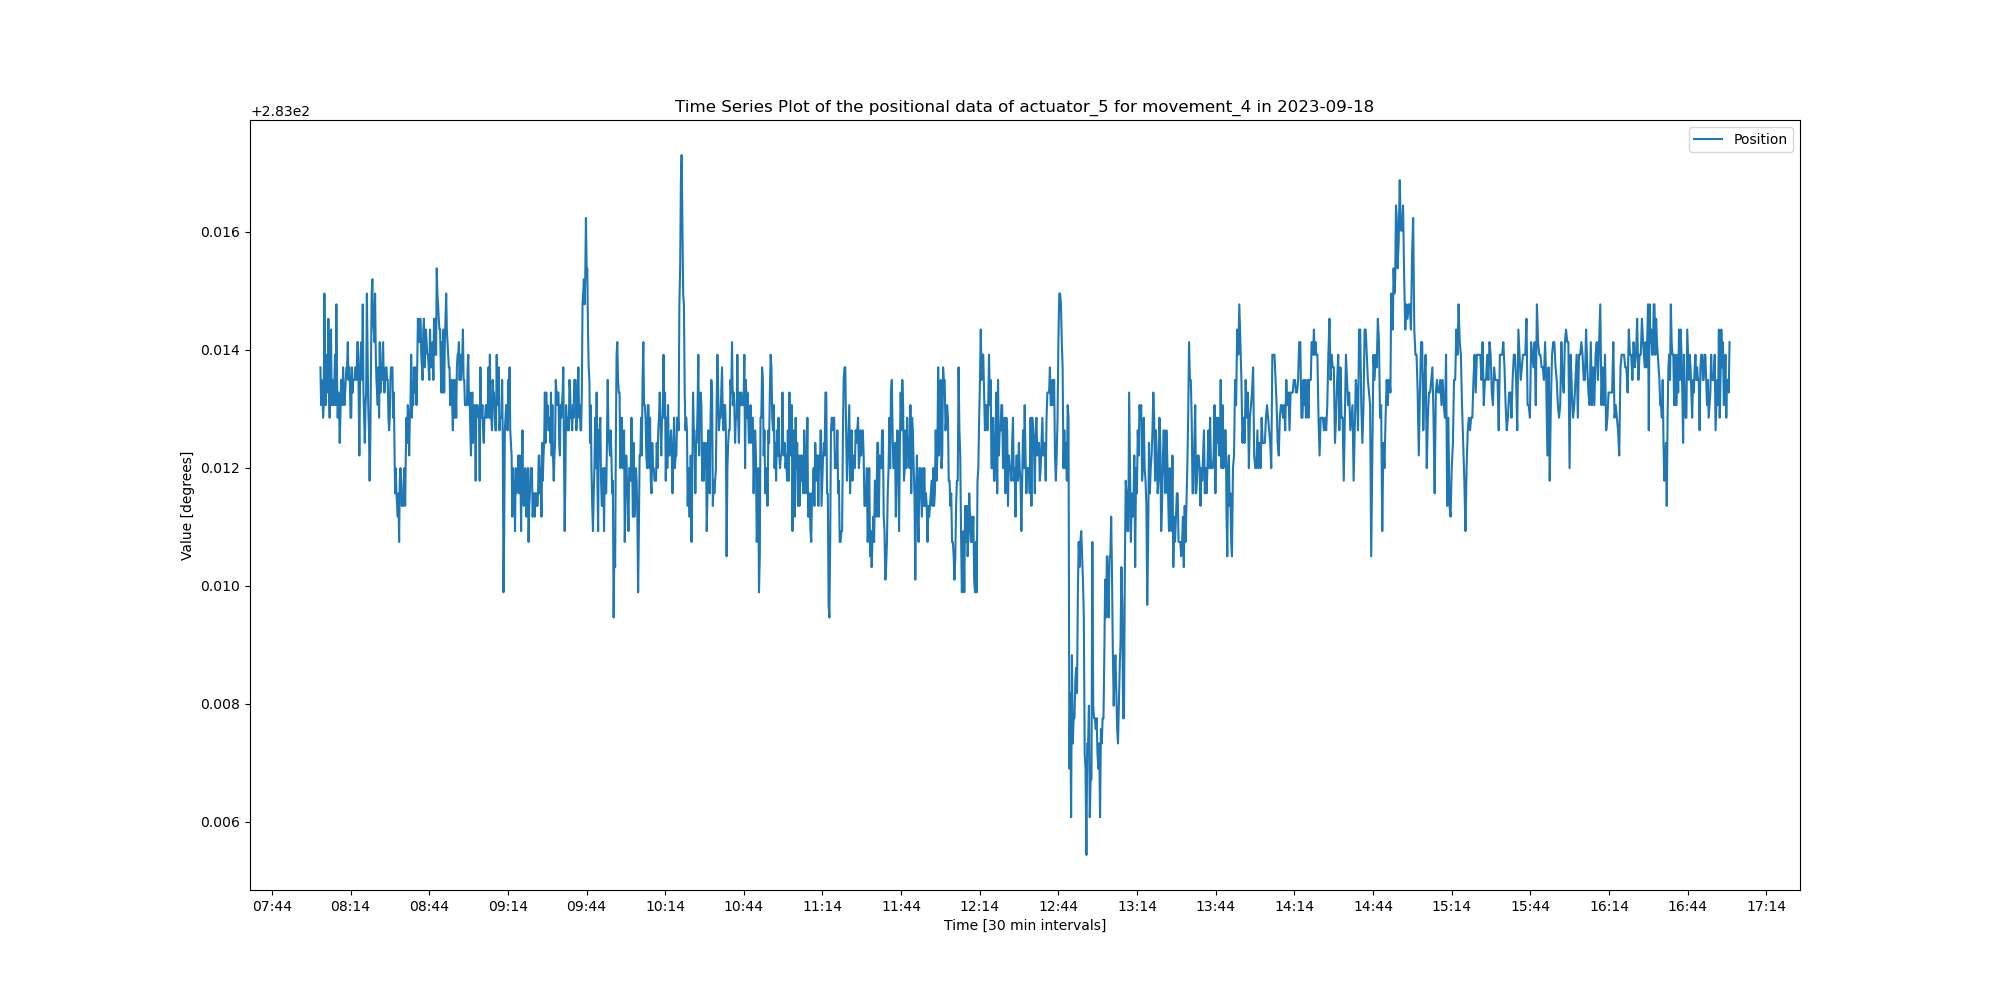 Time Series Plot of the positional data of actuator_5 for movement_4 in 2023-09-18
+2.83e2
Position
0.016
0.014
0.012
0.010
0.008
0.006
Value [degrees]
07:44 08:14 08:44 09:14 09:44 10:14 10:44 11:14 11:44 12:14 12:44 13:14 13:44 14:14 14:44 15:14 15:44 16:14 16:44 17:14
Time [30 min intervals]